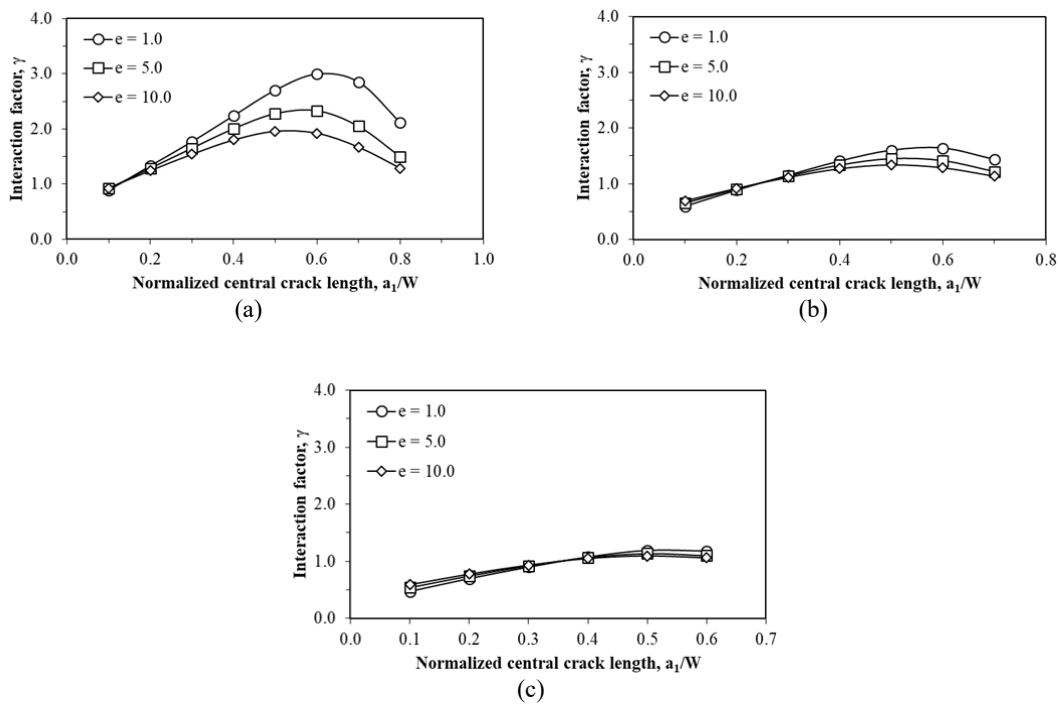 4.0
3.0
2.0
1.0
0.0
Interaction factor, γ
e = 1.0
e = 5.0
e = 10.0
0.0 0.2 0.4 0.6 0.8 1.0
Normalized central crack length, a₁/W
(a)
4.0
3.0
2.0
1.0
0.0
Interaction factor, γ
e = 1.0
e = 5.0
e = 10.0
0.0 0.2 0.4 0.6 0.8
Normalized central crack length, a₁/W
(b)
4.0
3.0
2.0
1.0
0.0
Interaction factor, γ
e = 1.0
e = 5.0
e = 10.0
0.0 0.1 0.2 0.3 0.4 0.5 0.6 0.7
Normalized central crack length, a₁/W
(c)